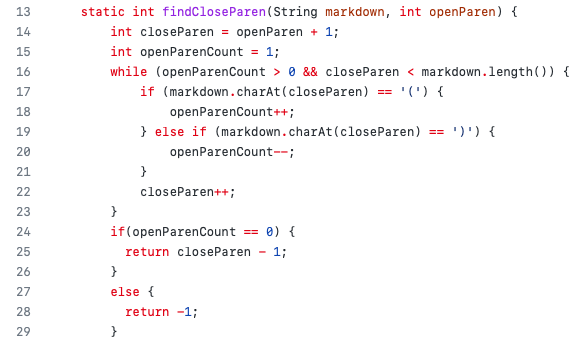 13 static int findCloseParen(String markdown, int openParen) {
14 int closeParen = openParen + 1;
15 int openParenCount = 1;
16 while (openParenCount > 0 && closeParen < markdown.length()) {
17 if (markdown.charAt(closeParen) == '(') {
18 openParenCount++;
19 } else if (markdown.charAt(closeParen) == ')') {
20 openParenCount--;
21 }
22 closeParen++;
23 }
24 if(openParenCount == 0) {
25 return closeParen - 1;
26 }
27 else {
28 return -1;
29 }